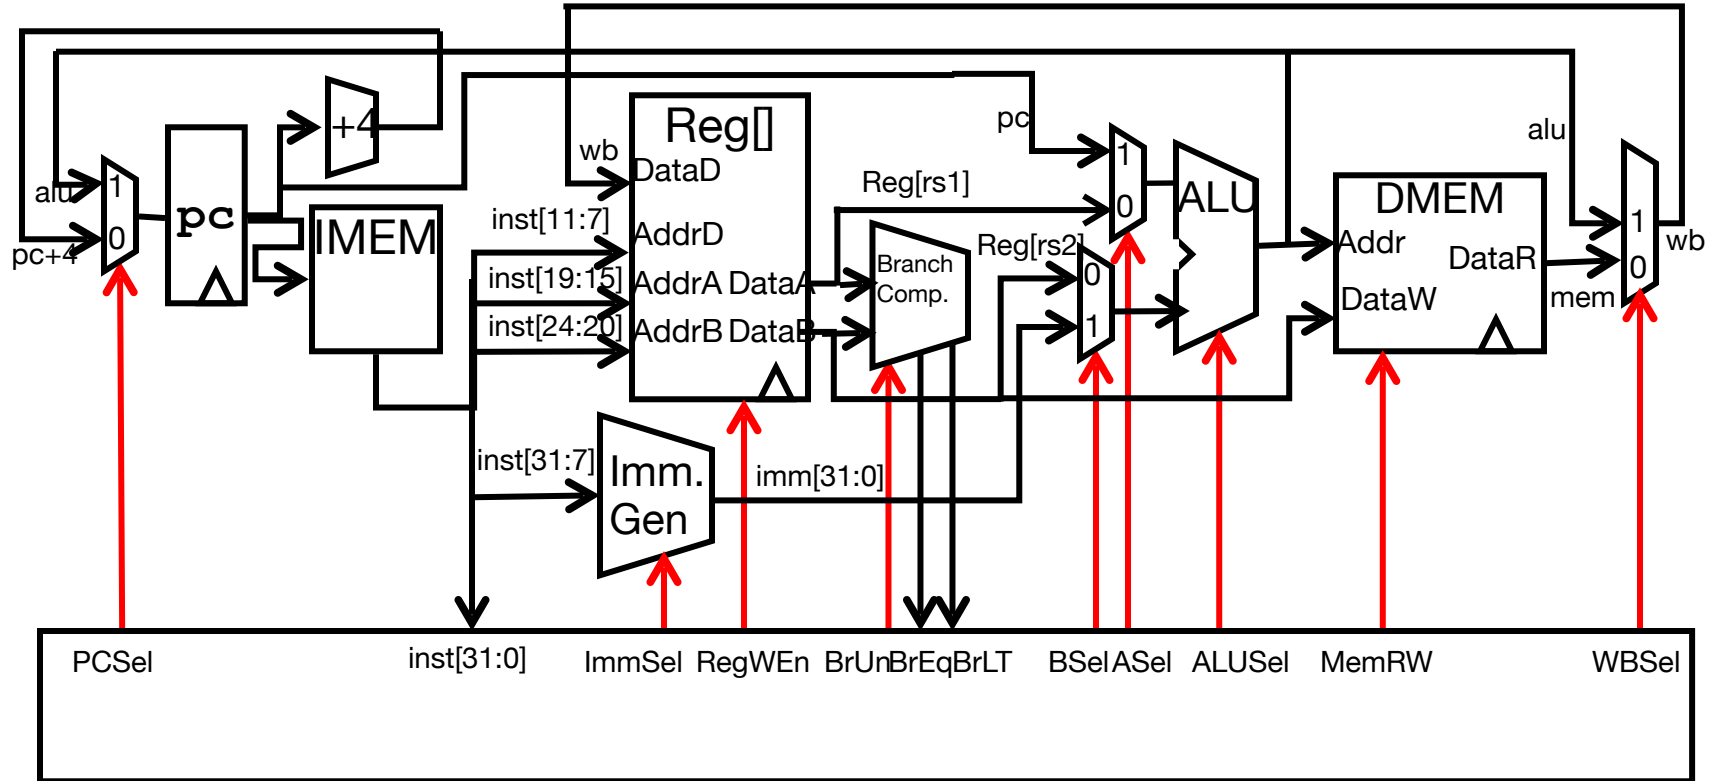 +4
Reg[]
pc
alu
wb
DataD
alu
1
pc
IMEM
inst[11:7]
AddrD
Reg[rs1]
1
0
ALU
DMEM
1
0
pc+4
inst[19:15]
AddrA DataA
Branch
Comp.
Reg[rs2]
0
Addr
DataR
mem
0
wb
inst[24:20]
AddrB DataB
1
DataW
inst[31:7]
Imm.
Gen
imm[31:0]
PCSel
inst[31:0]
ImmSel
RegWEn
BrUn
BrEq
BrLT
BSel
ASel
ALUSel
MemRW
WBSel